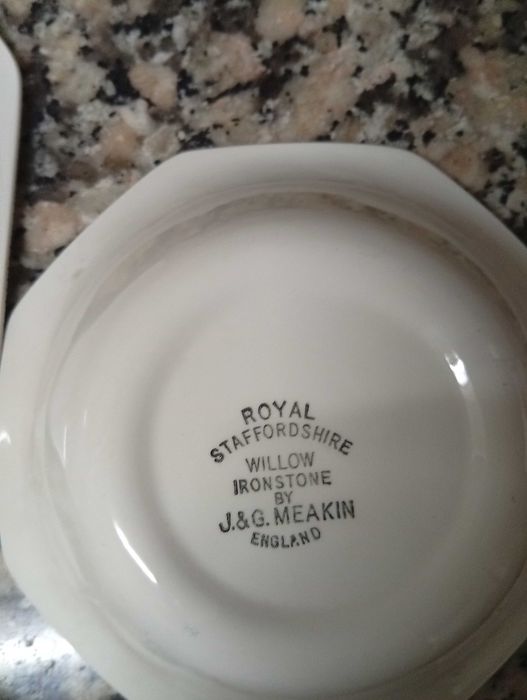 ROYAL
STAFFORDSHIRE
WILLOW
IRONSTONE
BY
J.&G. MEAKIN
ENGLAND